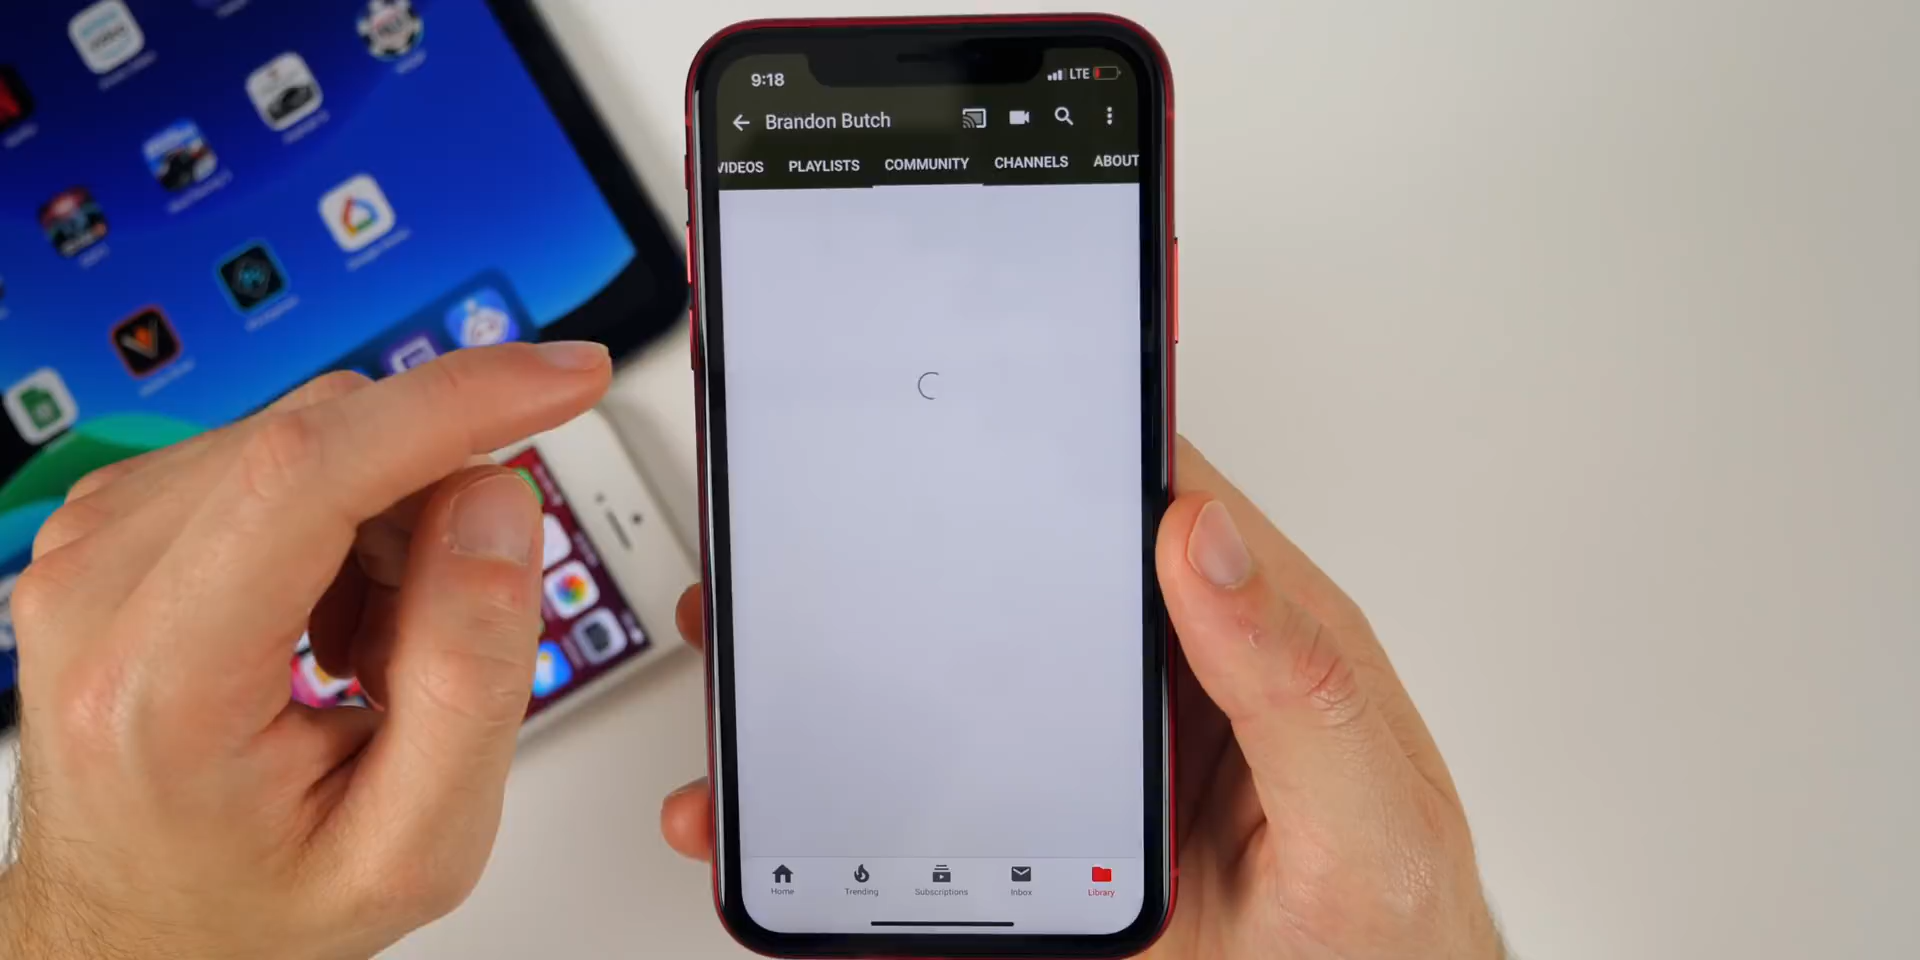 9:18
LTE
Brandon Butch
VIDEOS PLAYLISTS COMMUNITY CHANNELS ABOUT
Home Trending Subscriptions Inbox Library